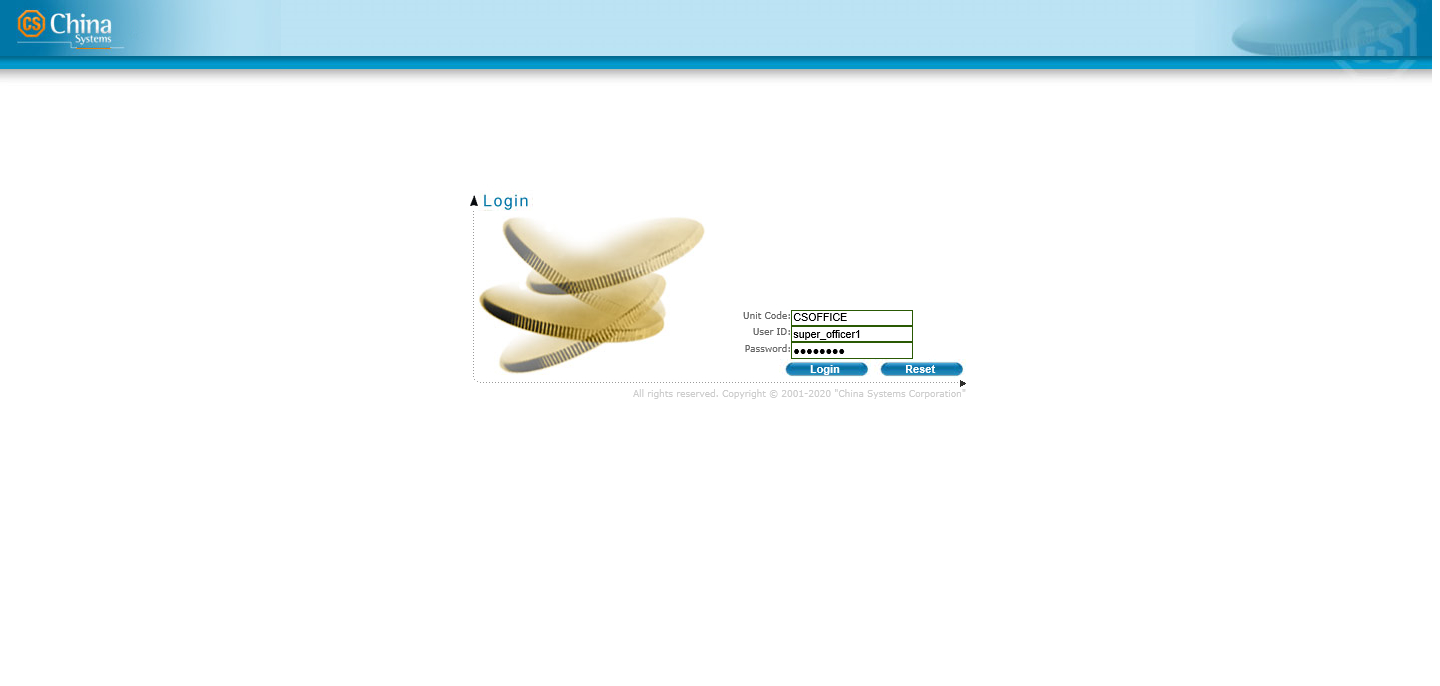 CS China
Systems
CS
Login
Unit Code: CSOFFICE
User ID: super_officer1
Password: ●●●●●●●●
Login Reset
All rights reserved. Copyright © 2001-2020 "China Systems Corporation"